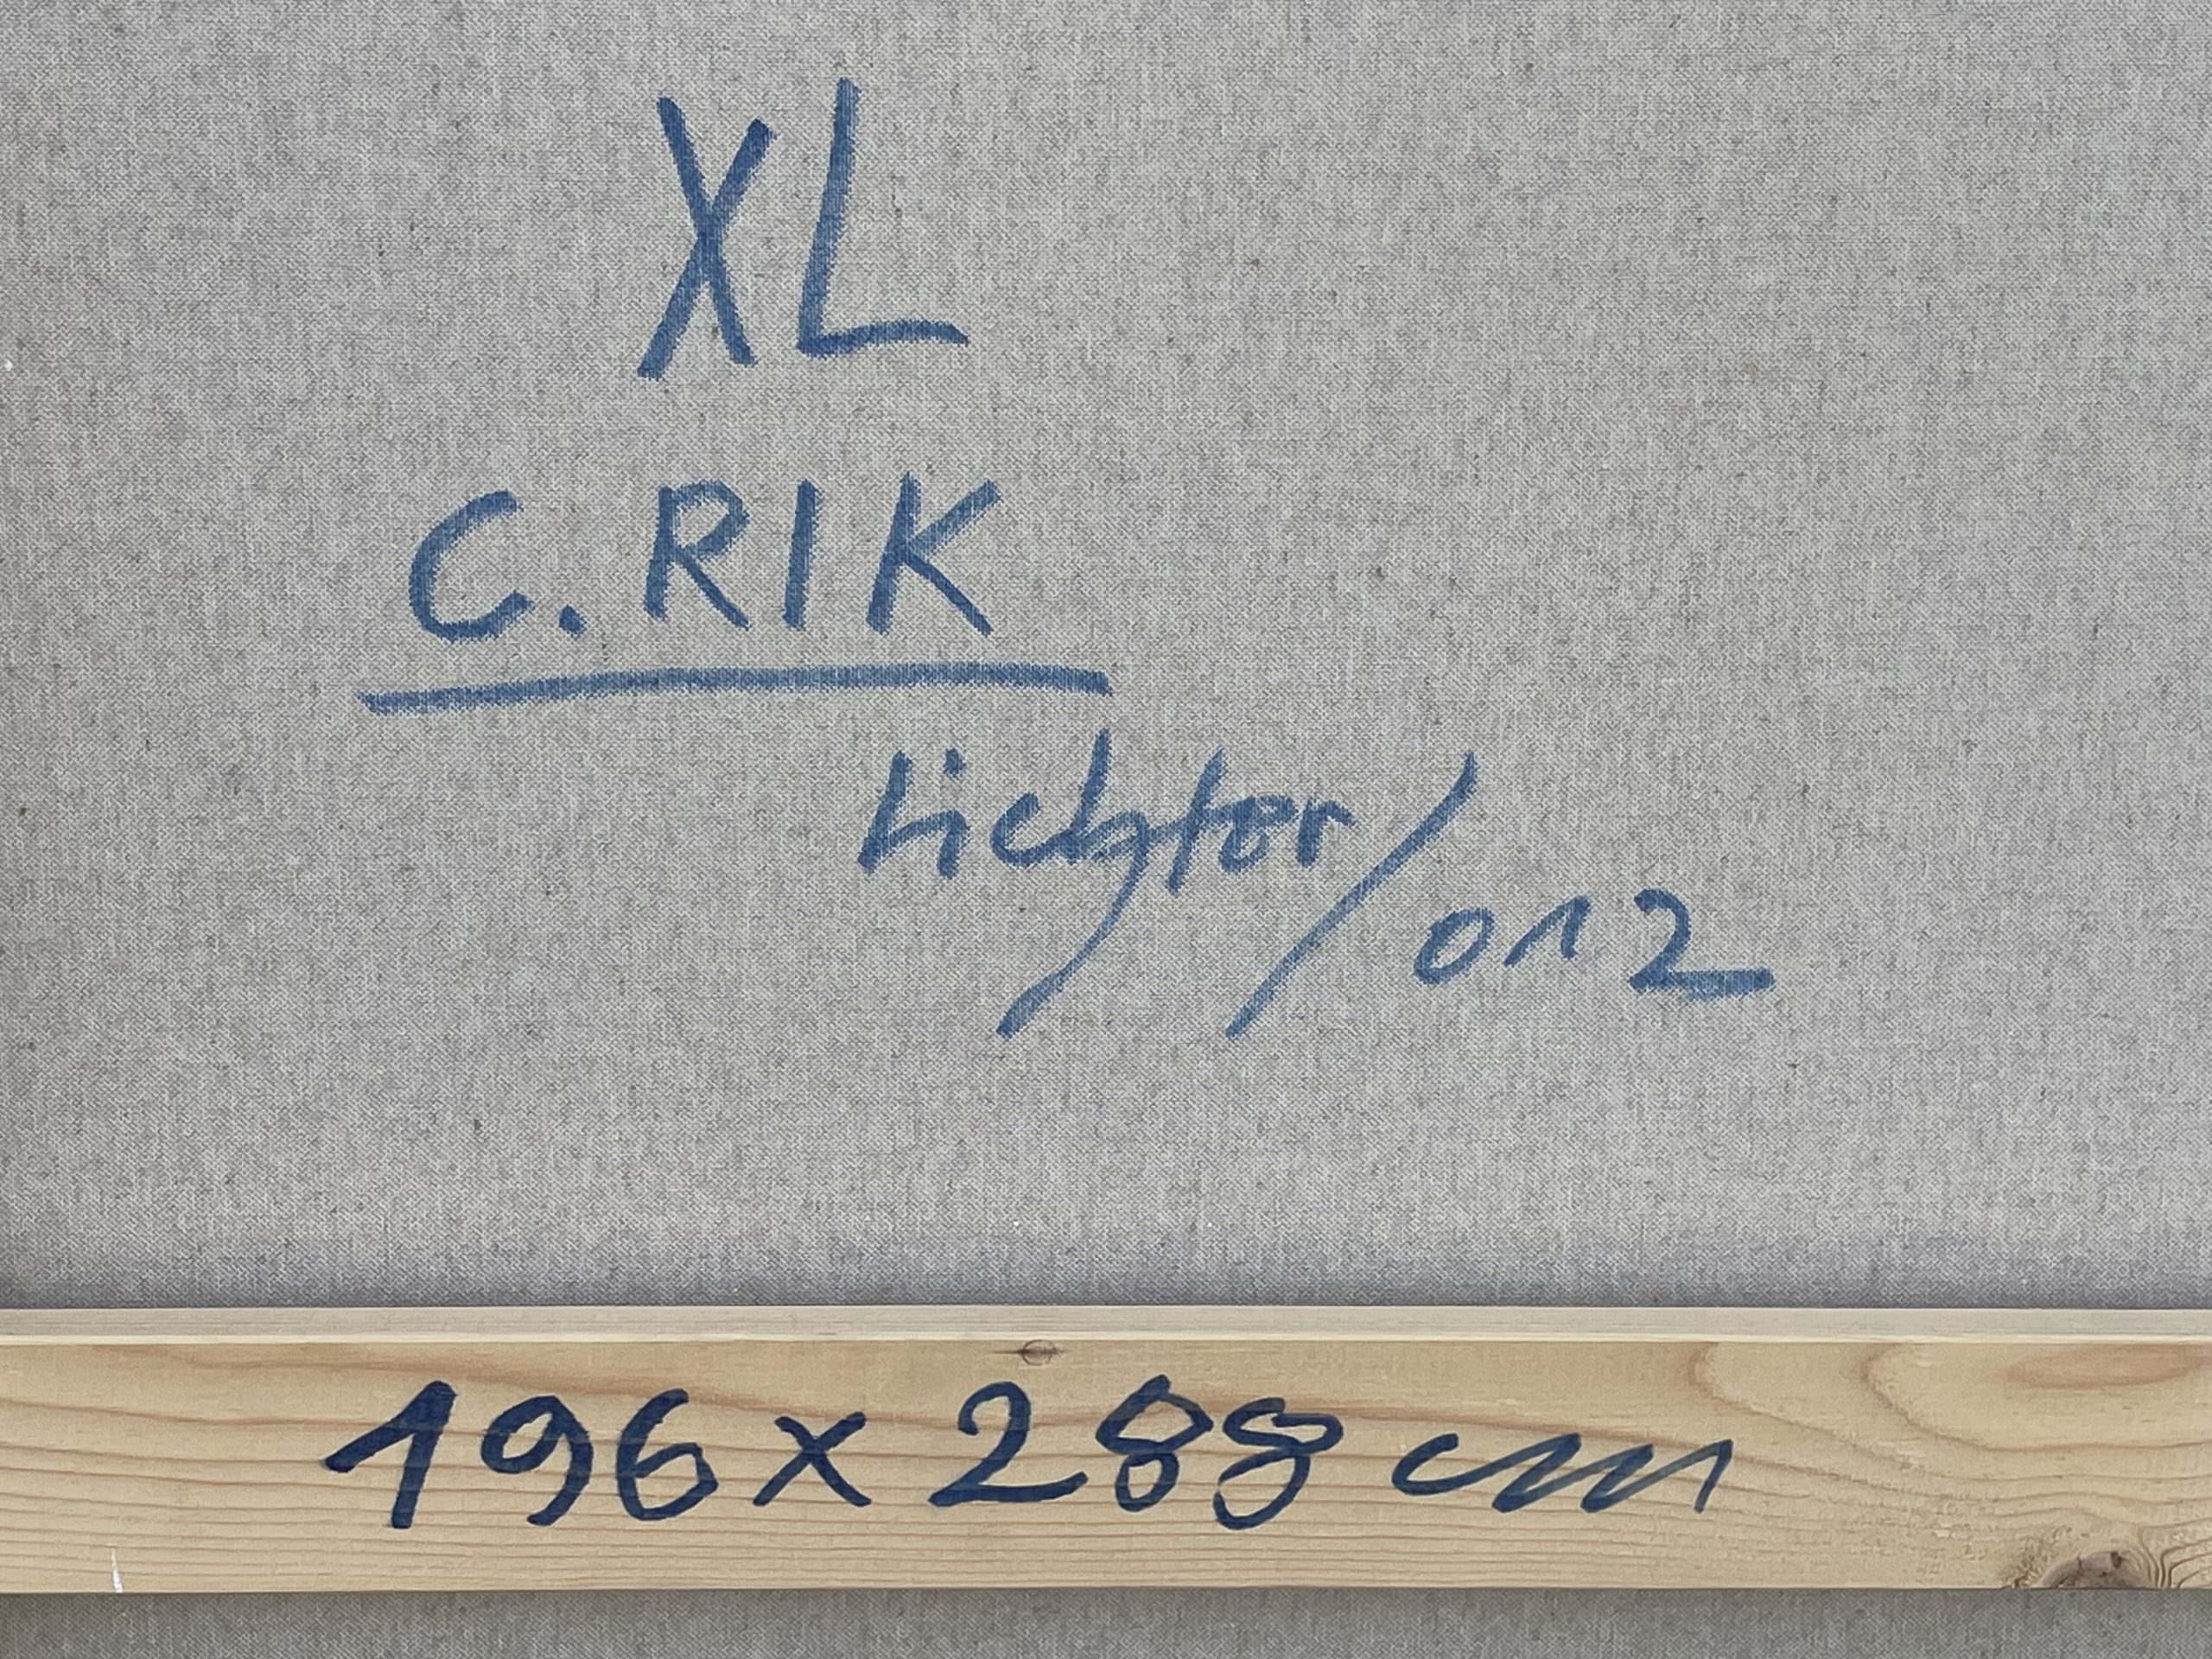 XL
C. RIK
Lichter/012
196 x 288 cm